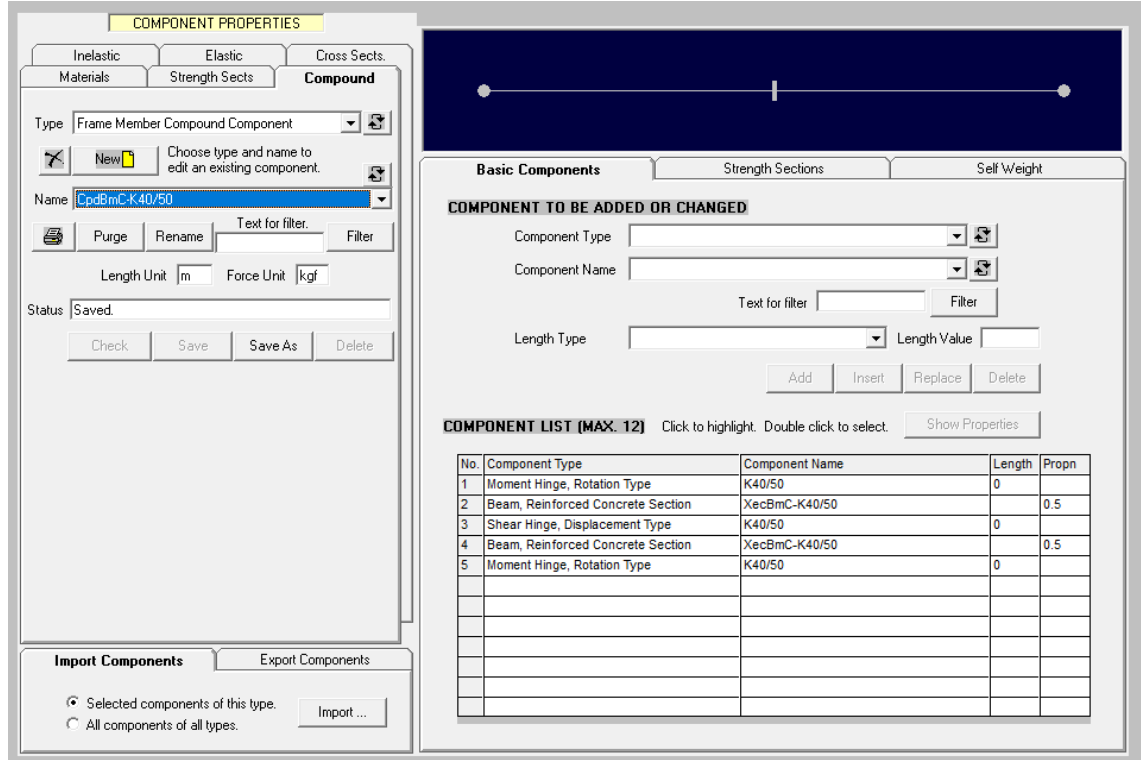 COMPONENT PROPERTIES
Inelastic Elastic Cross Sects.
Materials Strength Sects Compound
Type Frame Member Compound Component
New Choose type and name to
edit an existing component.
Name CpdBmC-K40/50
Text for filter.
Purge Rename Filter
Length Unit m Force Unit kgf
Status Saved.
Check Save Save As Delete
Import Components Export Components
Selected components of this type.
All components of all types.
Import ...
Basic Components Strength Sections Self Weight
COMPONENT TO BE ADDED OR CHANGED
Component Type
Component Name
Text for filter Filter
Length Type Length Value
Add Insert Replace Delete
COMPONENT LIST (MAX. 12) Click to highlight. Double click to select. Show Properties
No. Component Type Component Name Length Propn
1 Moment Hinge, Rotation Type K40/50 0
2 Beam, Reinforced Concrete Section XecBmC-K40/50 0.5
3 Shear Hinge, Displacement Type K40/50 0
4 Beam, Reinforced Concrete Section XecBmC-K40/50 0.5
5 Moment Hinge, Rotation Type K40/50 0